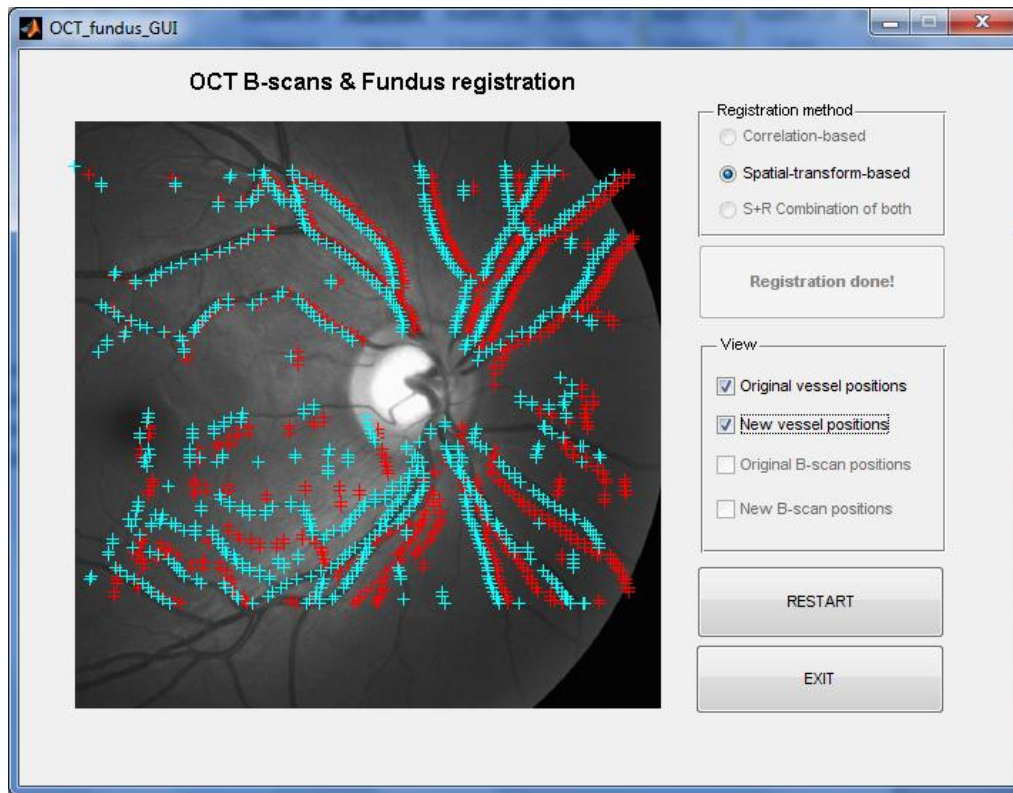 OCT_fundus_GUI
OCT B-scans & Fundus registration
Registration method
Correlation-based
Spatial-transform-based
S+R Combination of both
Registration done!
View
Original vessel positions
New vessel positions
Original B-scan positions
New B-scan positions
RESTART
EXIT